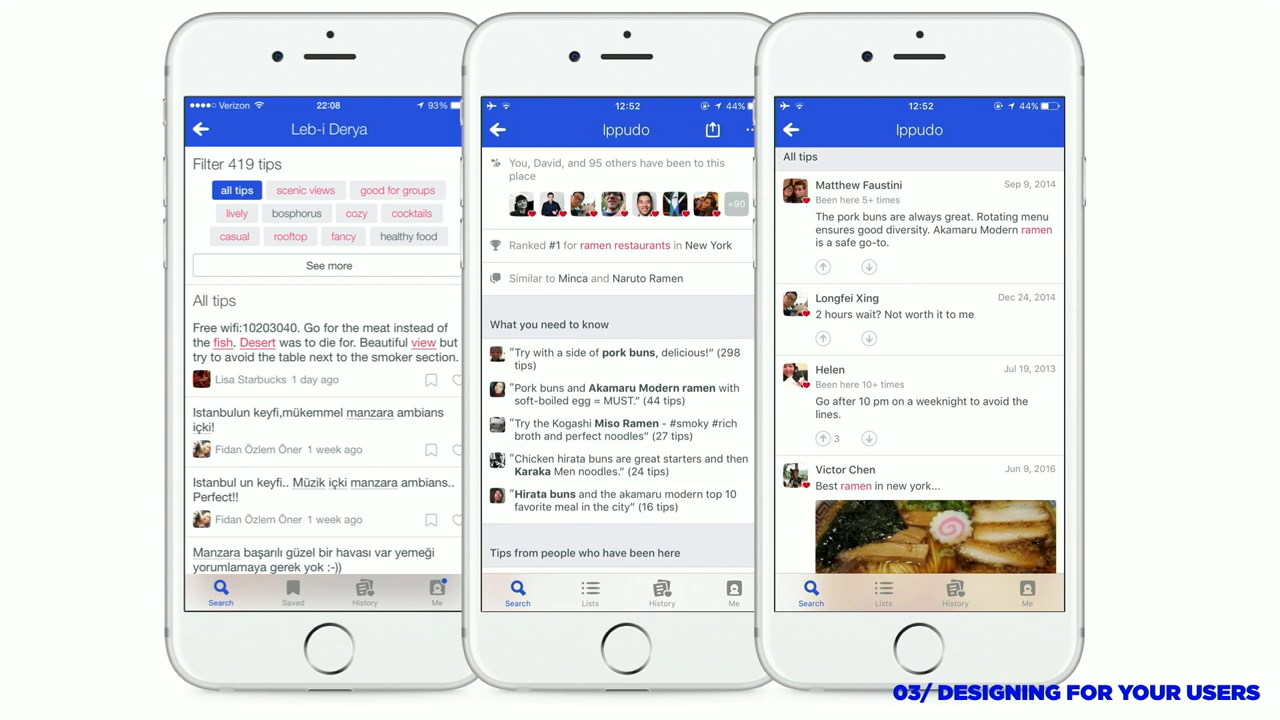 Verizon
22:08
93%
Leb-i Derya
Filter 419 tips
all tips
scenic views
good for groups
lively
bosphorus
cozy
cocktails
casual
rooftop
fancy
healthy food
See more
All tips
Free wifi:10203040. Go for the meat instead of
the fish. Desert was to die for. Beautiful view but
try to avoid the table next to the smoker section.
Lisa Starbucks 1 day ago
Istanbulun keyfi,mükemmel manzara ambians
içki!
Fidan Özlem Öner 1 week ago
Istanbul un keyfi.. Müzik içki manzara ambians..
Perfect!!
Fidan Özlem Öner 1 week ago
Manzara başarılı güzel bir havası var yemeği
yorumlamaya gerek yok :-))
Search
Saved
History
Me
12:52
44%
Ippudo
You, David, and 95 others have been to this
place
+90
Ranked #1 for ramen restaurants in New York
Similar to Minca and Naruto Ramen
What you need to know
"Try with a side of pork buns, delicious!" (298
tips)
"Pork buns and Akamaru Modern ramen with
soft-boiled egg = MUST." (44 tips)
"Try the Kogashi Miso Ramen - #smoky #rich
broth and perfect noodles" (27 tips)
"Chicken hirata buns are great starters and then
Karaka Men noodles." (24 tips)
"Hirata buns and the akamaru modern top 10
favorite meal in the city" (16 tips)
Tips from people who have been here
Search
Lists
History
Me
12:52
44%
Ippudo
All tips
Matthew Faustini
Sep 9, 2014
Been here 5+ times
The pork buns are always great. Rotating menu
ensures good diversity. Akamaru Modern ramen
is a safe go-to.
Longfei Xing
Dec 24, 2014
2 hours wait? Not worth it to me
Helen
Jul 19, 2013
Been here 10+ times
Go after 10 pm on a weeknight to avoid the
lines.
3
Victor Chen
Jun 9, 2016
Best ramen in new york...
Search
Lists
History
Me
03/ DESIGNING FOR YOUR USERS